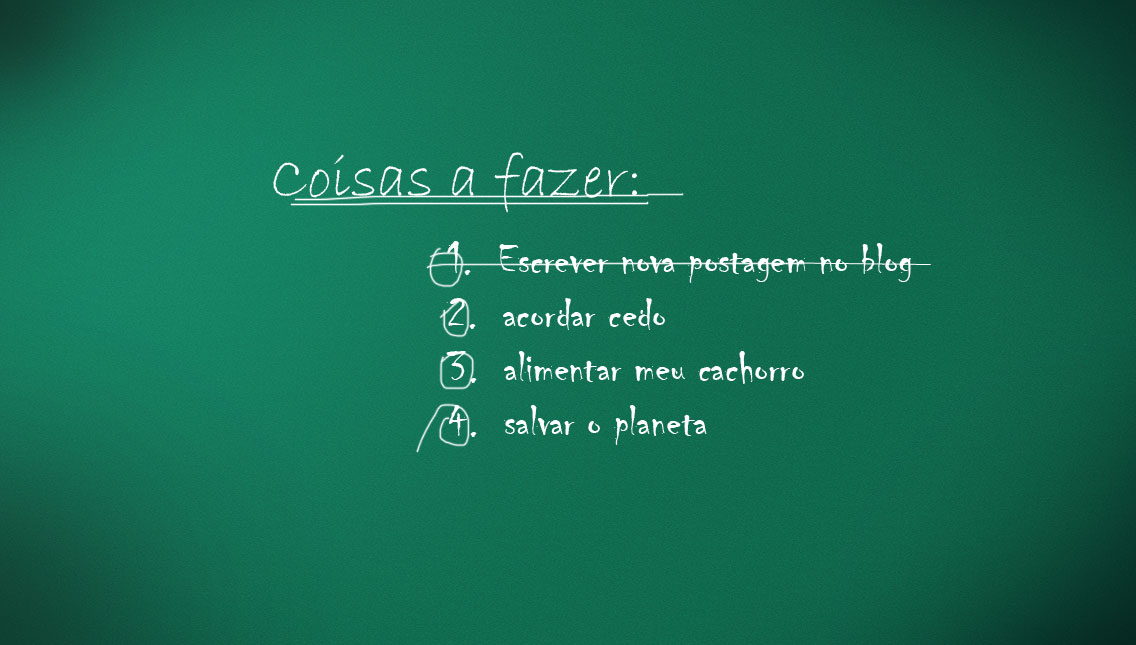 Coisas a fazer:
1. Escrever nova postagem no blog
2. acordar cedo
3. alimentar meu cachorro
4. salvar o planeta